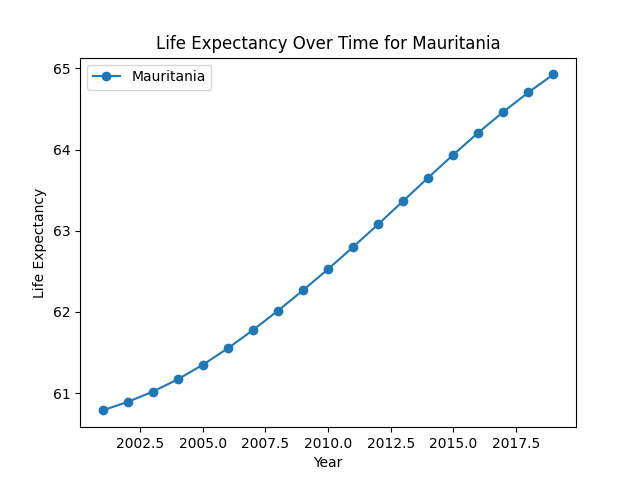 Life Expectancy Over Time for Mauritania
Mauritania
65
64
63
62
61
Life Expectancy
2002.5 2005.0 2007.5 2010.0 2012.5 2015.0 2017.5
Year